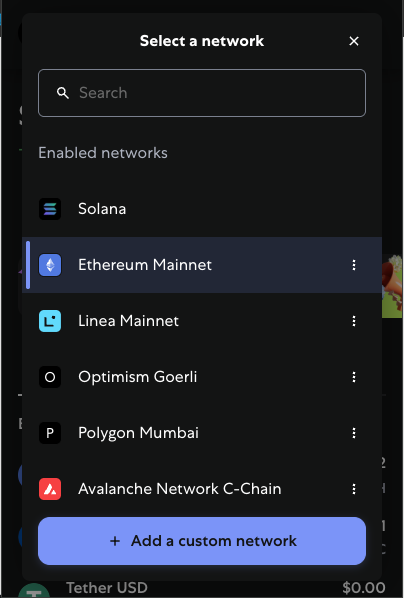 Select a network
Search
Enabled networks
Solana
Ethereum Mainnet
Linea Mainnet
O Optimism Goerli
P Polygon Mumbai
Avalanche Network C-Chain
+ Add a custom network
Tether USD $0.00